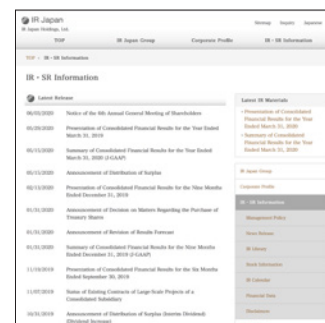 IR Japan
IR Japan Holdings, Ltd.
Sitemap Inquiry Japanese
TOP IR Japan Group Corporate Profile IR・SR Information
TOP > IR・SR Information
IR・SR Information
Latest Release
06/03/2020 Notice of the 6th Annual General Meeting of Shareholders
05/20/2020 Presentation of Consolidated Financial Results for the Year Ended
March 31, 2020
05/15/2020 Summary of Consolidated Financial Results for the Year Ended
March 31, 2020 (J-GAAP)
05/15/2020 Announcement of Distribution of Surplus
02/12/2020 Presentation of Consolidated Financial Results for the Nine Months
Ended December 31, 2019
01/31/2020 Announcement of Decision on Matters Regarding the Purchase of
Treasury Shares
01/31/2020 Announcement of Revision of Results Forecast
01/31/2020 Summary of Consolidated Financial Results for the Nine Months
Ended December 31, 2019 (J-GAAP)
11/19/2019 Presentation of Consolidated Financial Results for the Six Months
Ended September 30, 2019
11/07/2019 Status of Existing Contracts of Large-Scale Projects of a
Consolidated Subsidiary
10/31/2019 Announcement of Distribution of Surplus (Interim Dividend)
(Dividend Increase)
Latest IR Materials
Presentation of Consolidated
Financial Results for the Year
Ended March 31, 2020
Summary of Consolidated
Financial Results for the Year
Ended March 31, 2020
IR Japan Group
Corporate Profile
IR・SR Information
Management Policy
News Release
IR Library
Stock Information
IR Calendar
Financial Data
Disclaimer